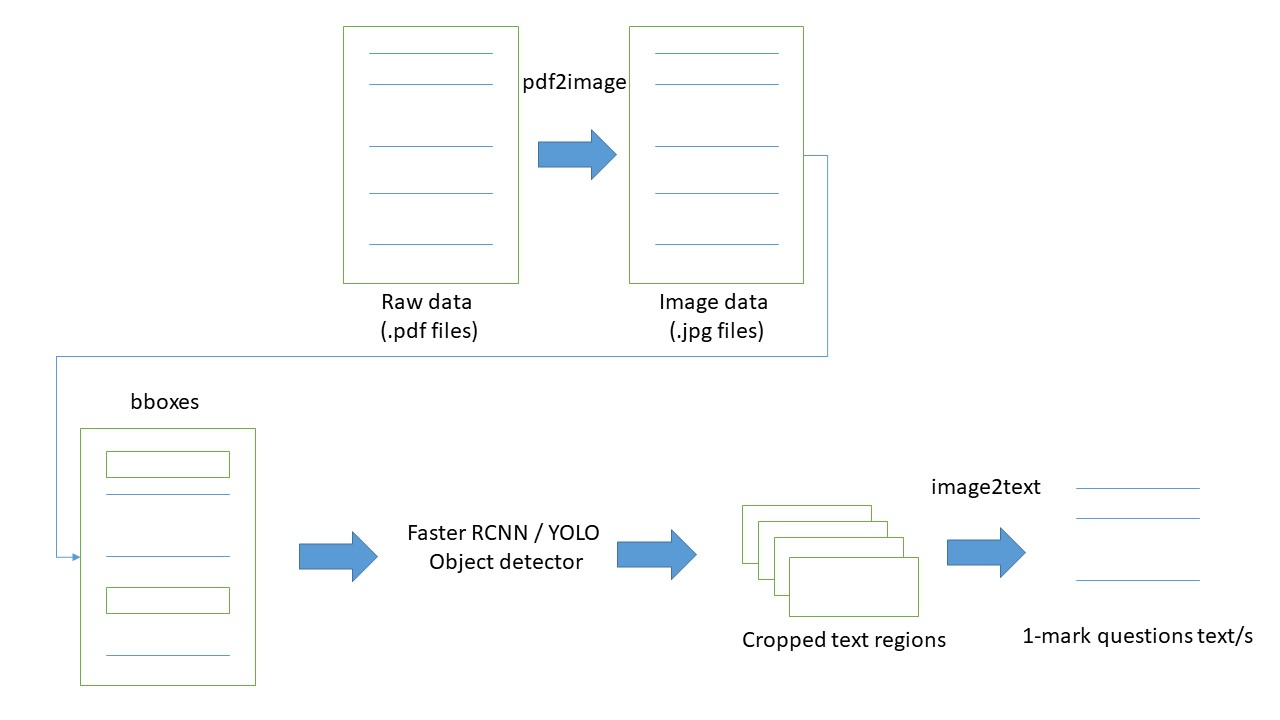 pdf2image
Raw data
(.pdf files)
Image data
(.jpg files)
bboxes
Faster RCNN / YOLO
Object detector
Cropped text regions
image2text
1-mark questions text/s